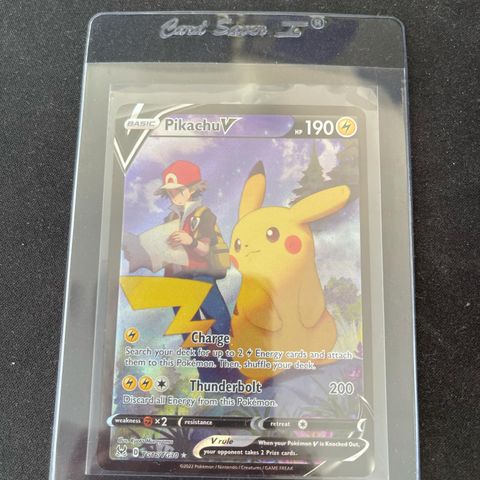 Card Saver I®
BASIC Pikachu V HP 190
Charge
Search your deck for up to 2 Energy cards and attach
them to this Pokémon. Then, shuffle your deck.
Thunderbolt 200
Discard all Energy from this Pokémon.
weakness ×2 resistance retreat
V rule When your Pokémon V is Knocked Out,
your opponent takes 2 Prize cards.
D TG16/TG30 ★
©2022 Pokémon / Nintendo / Creatures / GAME FREAK